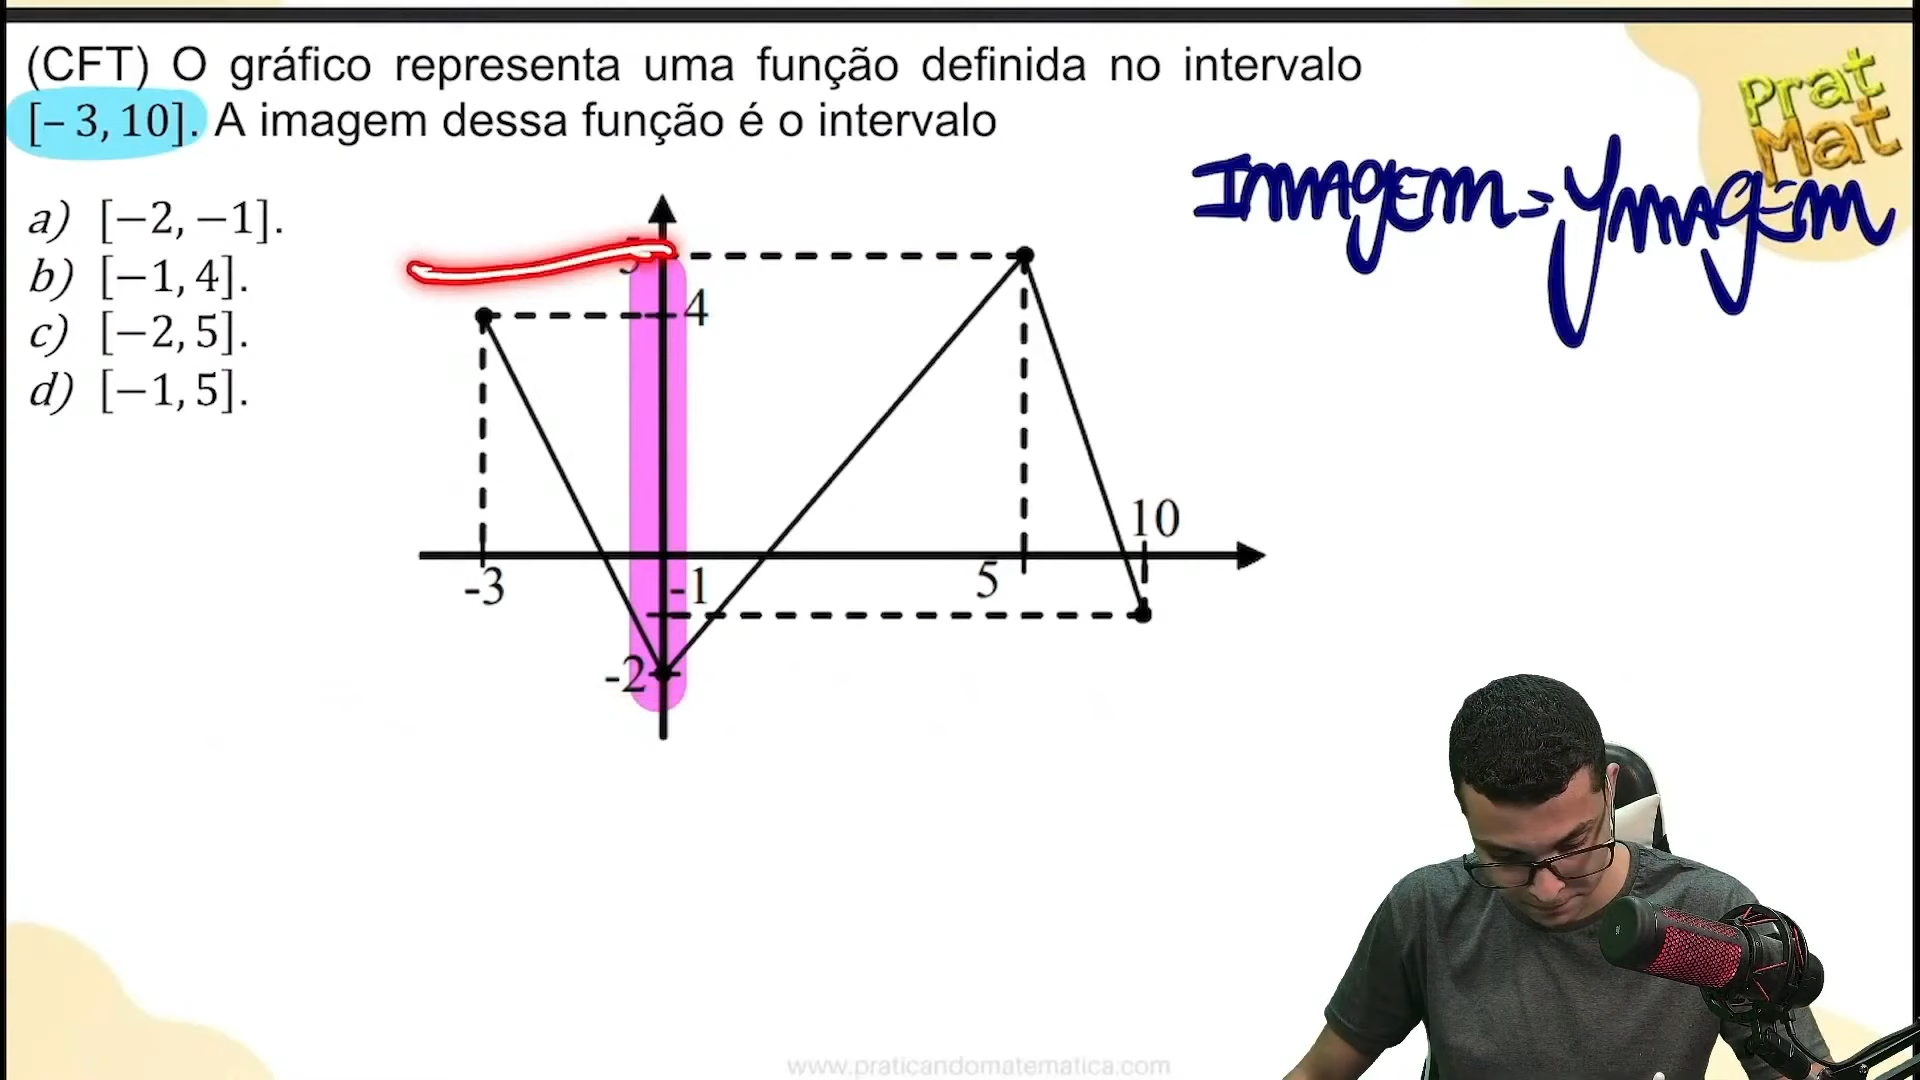 (CFT) O gráfico representa uma função definida no intervalo
[– 3, 10]. A imagem dessa função é o intervalo
Prat
Mat
IMAGEM = YMAGEM
a) [−2, −1].
b) [−1, 4].
c) [−2, 5].
d) [−1, 5].
5
4
10
-3
-1
5
-2
www.praticandomatematica.com